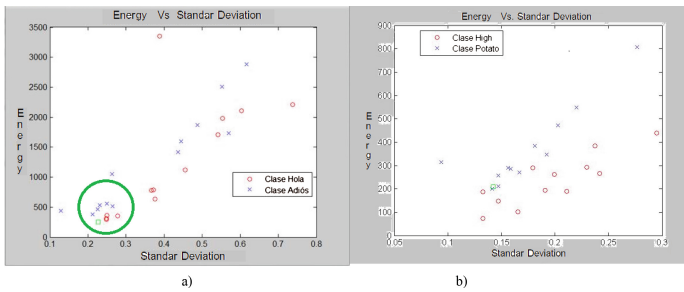 Energy Vs Standar Deviation
3500
3000
2500
2000
1500
1000
500
0
0.1
0.2
0.3
0.4
0.5
0.6
0.7
0.8
Energy
Standar Deviation
Clase Hola
Clase Adiós
a)
Energy Vs. Standar Deviation
900
800
700
600
500
400
300
200
100
0
0.05
0.1
0.15
0.2
0.25
0.3
Energy
Standar Deviation
Clase High
Clase Potato
b)